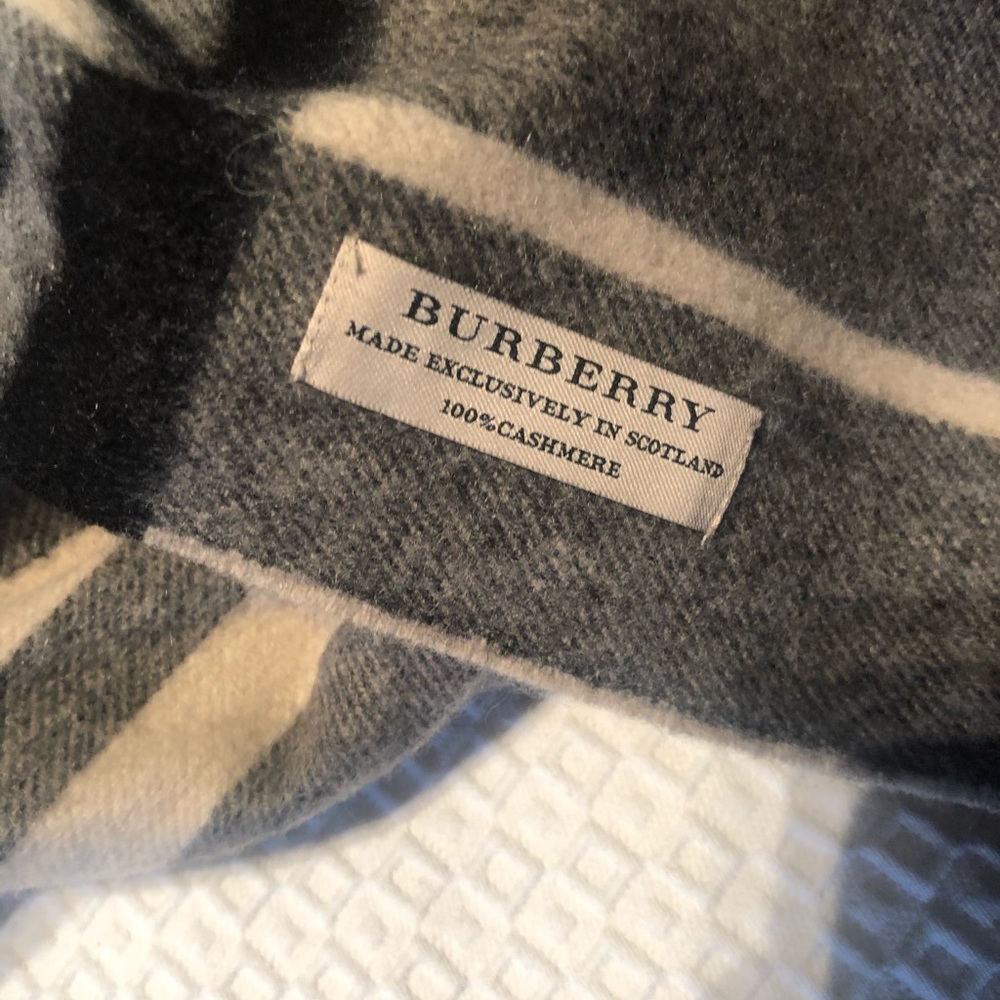 BURBERRY
MADE EXCLUSIVELY IN SCOTLAND
100%CASHMERE